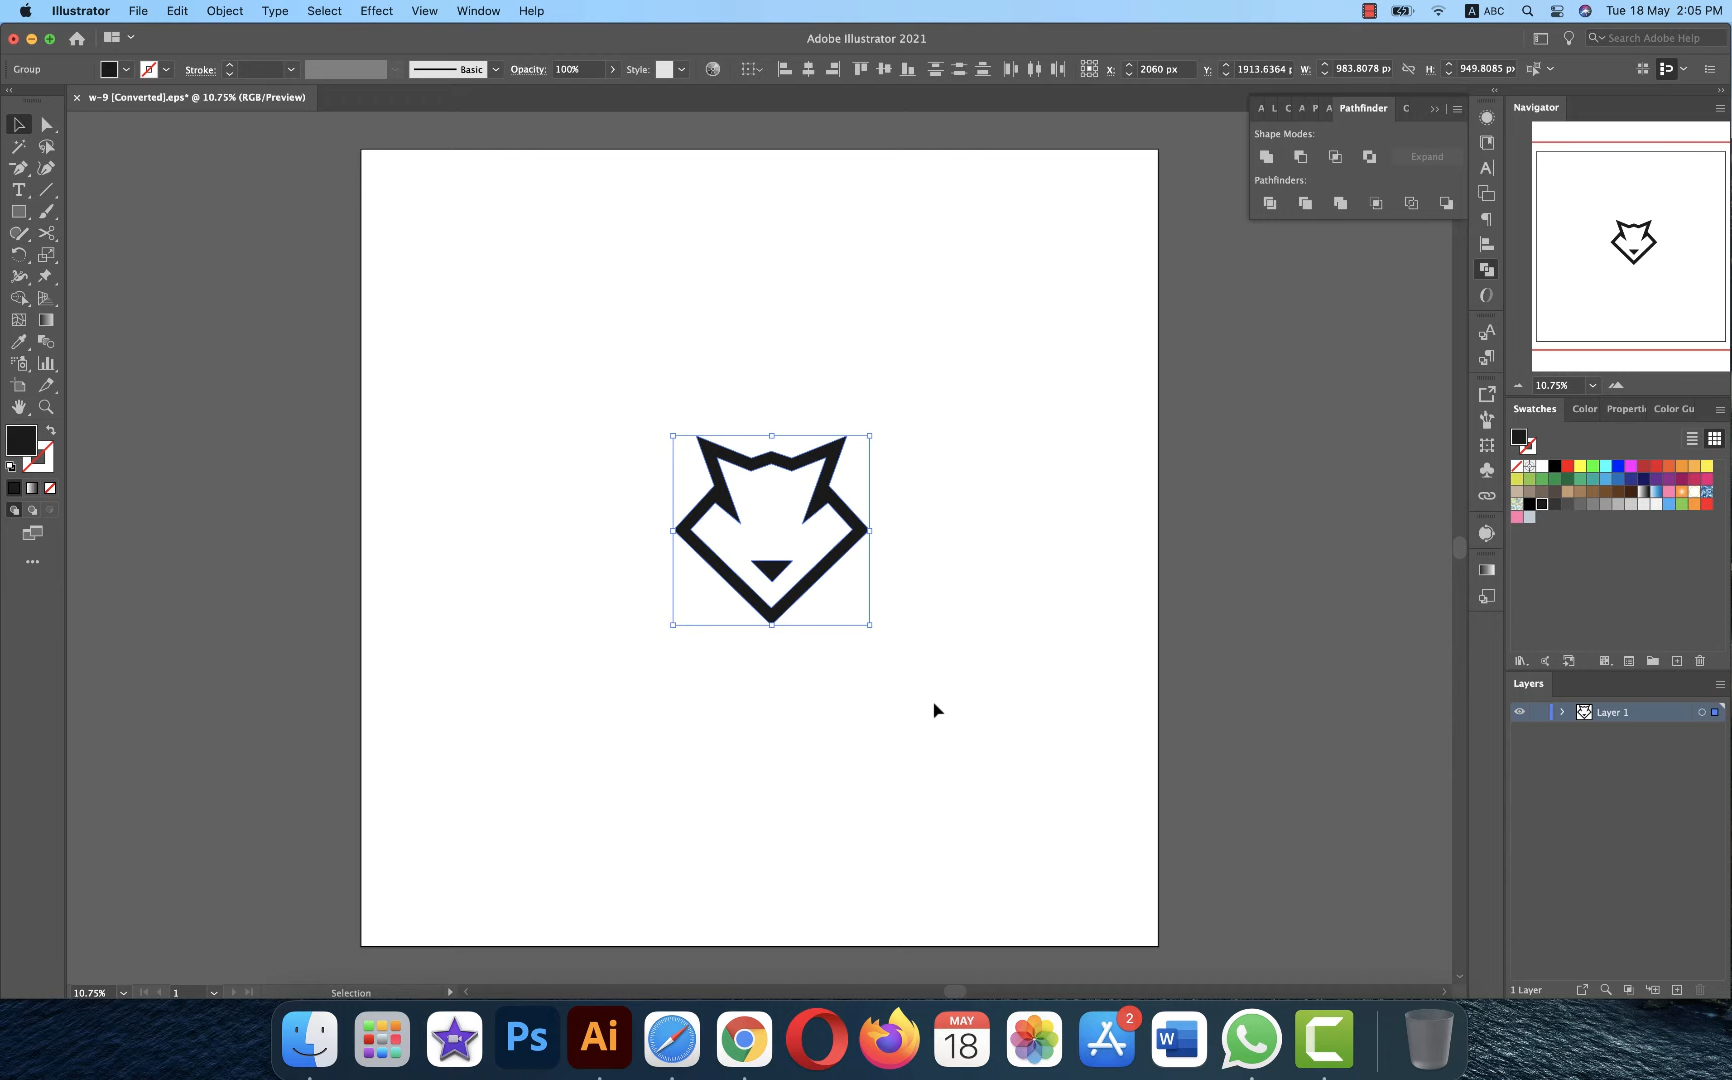 Illustrator File Edit Object Type Select Effect View Window Help
A ABC Tue 18 May 2:05 PM
Adobe Illustrator 2021
Search Adobe Help
Group Stroke: Basic Opacity: 100% Style: X: 2060 px Y: 1913.6364 p W: 983.8078 px H: 949.8085 px
w-9 [Converted].eps* @ 10.75% (RGB/Preview)
A L C A P A Pathfinder C
Navigator
Shape Modes:
Expand
Pathfinders:
10.75%
Swatches Color Properti Color Gu
Layers
Layer 1
1 Layer
10.75% 1 Selection
Ps
Ai
MAY
18
2
W
C